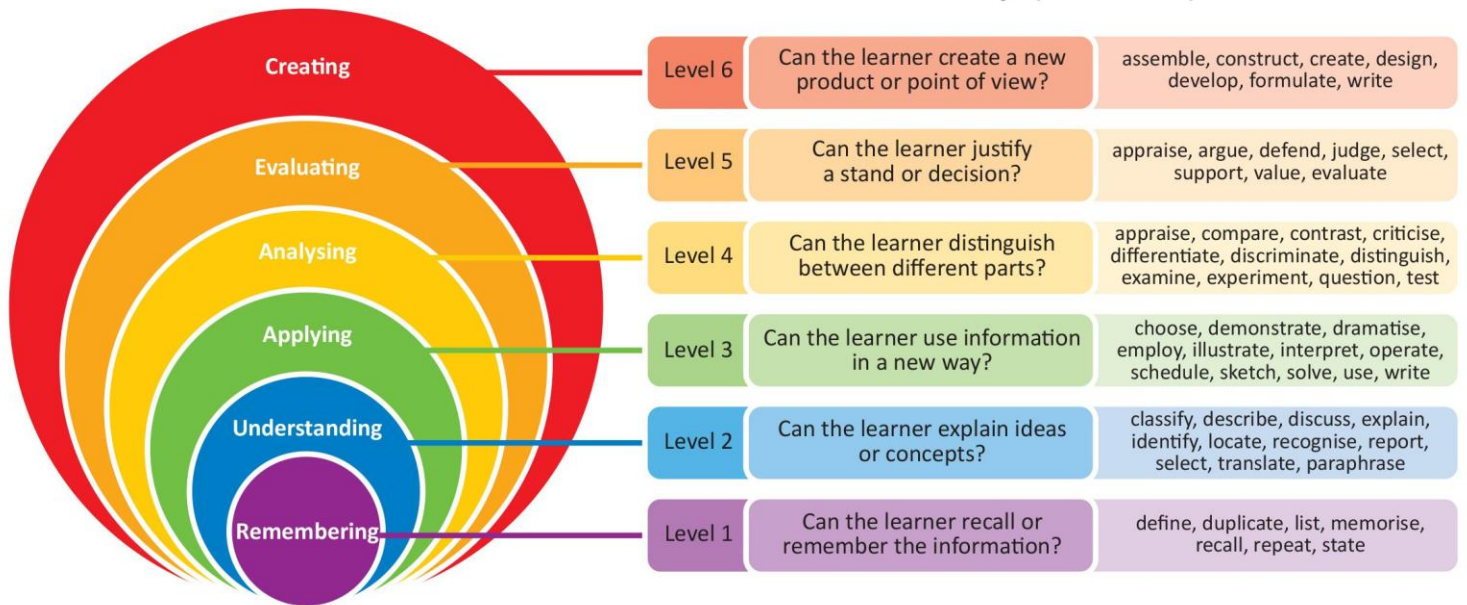 Creating
Level 6
Can the learner create a new
product or point of view?
assemble, construct, create, design,
develop, formulate, write
Evaluating
Level 5
Can the learner justify
a stand or decision?
appraise, argue, defend, judge, select,
support, value, evaluate
Analysing
Level 4
Can the learner distinguish
between different parts?
appraise, compare, contrast, criticise,
differentiate, discriminate, distinguish,
examine, experiment, question, test
Applying
Level 3
Can the learner use information
in a new way?
choose, demonstrate, dramatise,
employ, illustrate, interpret, operate,
schedule, sketch, solve, use, write
Understanding
Level 2
Can the learner explain ideas
or concepts?
classify, describe, discuss, explain,
identify, locate, recognise, report,
select, translate, paraphrase
Remembering
Level 1
Can the learner recall or
remember the information?
define, duplicate, list, memorise,
recall, repeat, state